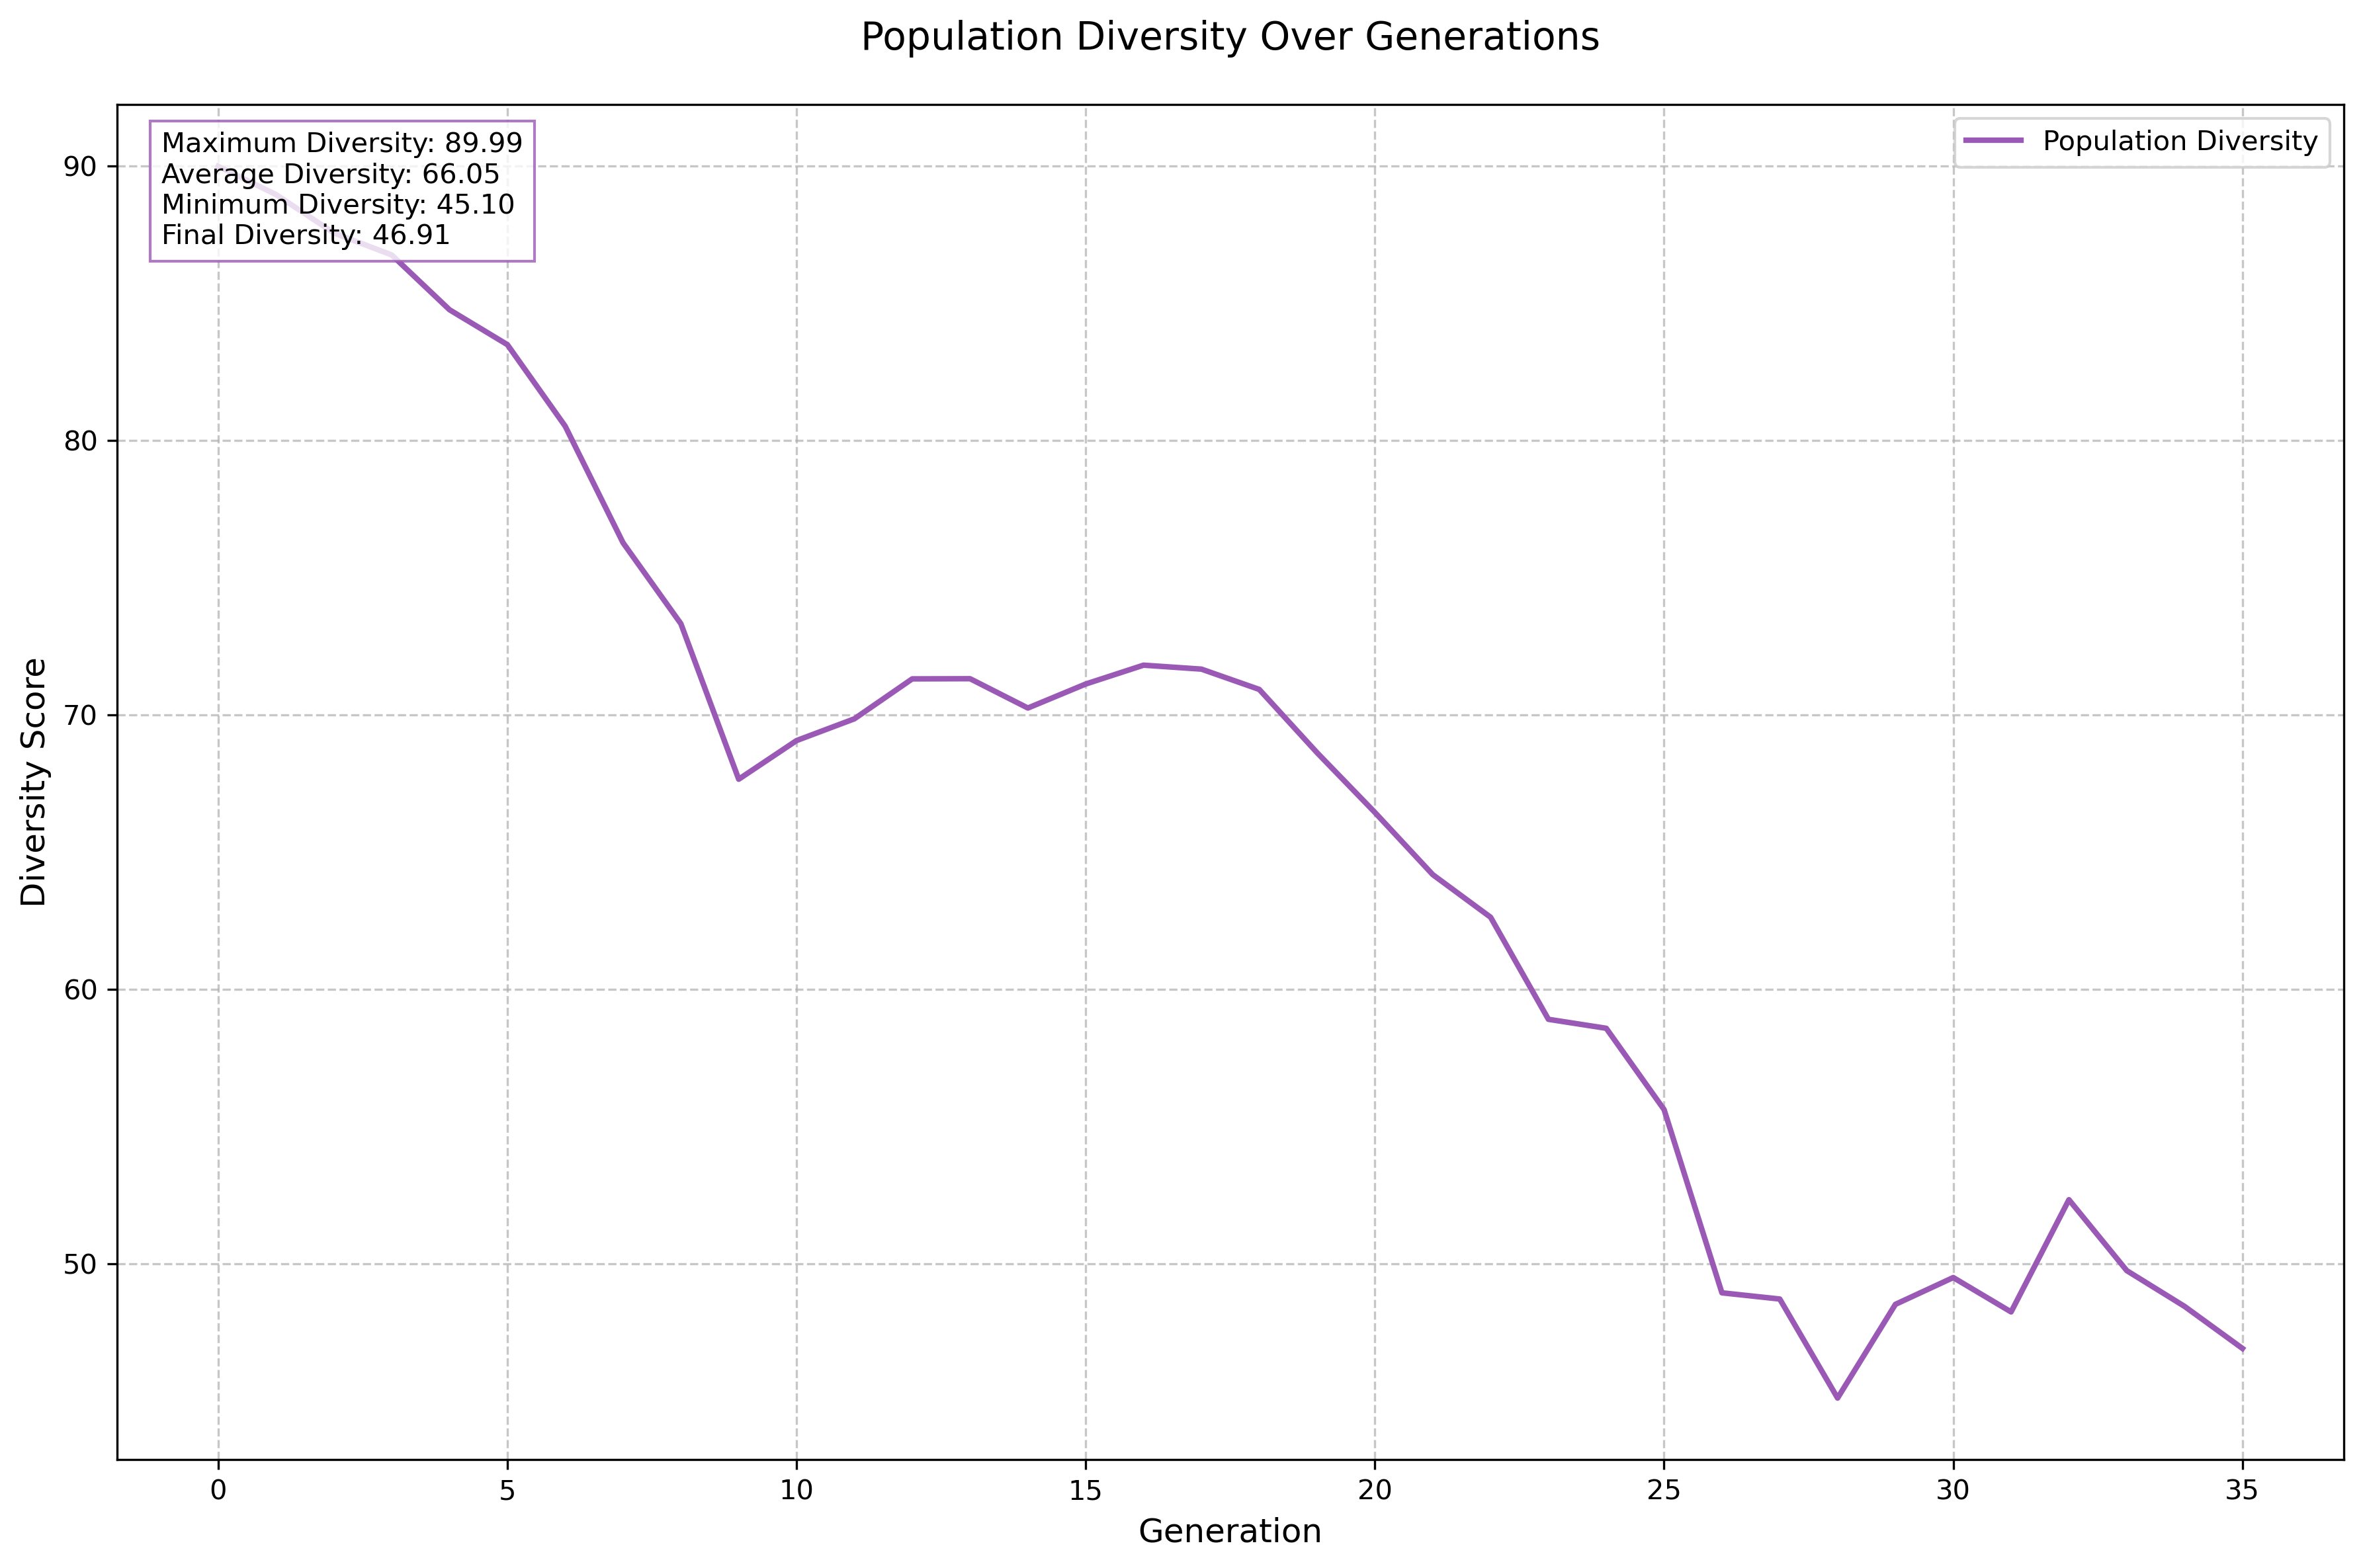 Population Diversity Over Generations
Maximum Diversity: 89.99
Average Diversity: 66.05
Minimum Diversity: 45.10
Final Diversity: 46.91
Population Diversity
90
80
70
60
50
Diversity Score
0 5 10 15 20 25 30 35
Generation